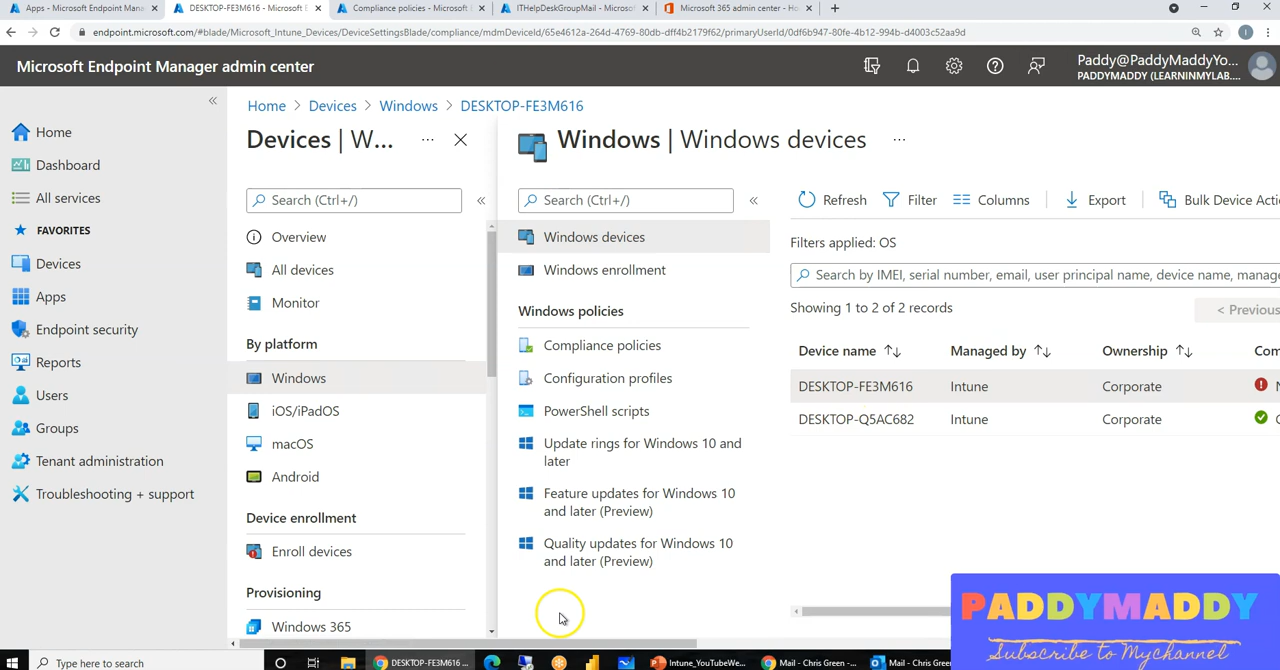 Apps - Microsoft Endpoint Mana
DESKTOP-FE3M616 - Microsoft En
Compliance policies - Microsoft E
ITHelpDeskGroupMail - Microsoft
Microsoft 365 admin center - Ho
endpoint.microsoft.com/#blade/Microsoft_Intune_Devices/DeviceSettingsBlade/compliance/mdmDeviceId/65e4612a-264d-4769-80db-dff4b2179f62/primaryUserId/0df6b947-80fe-4b12-994b-d4003c52aa9d
Microsoft Endpoint Manager admin center
Paddy@PaddyMaddyYo...
PADDYMADDY (LEARNINMYLAB....
Home
Dashboard
All services
FAVORITES
Devices
Apps
Endpoint security
Reports
Users
Groups
Tenant administration
Troubleshooting + support
Home > Devices > Windows > DESKTOP-FE3M616
Devices | W...
Search (Ctrl+/)
Overview
All devices
Monitor
By platform
Windows
iOS/iPadOS
macOS
Android
Device enrollment
Enroll devices
Provisioning
Windows 365
Windows | Windows devices
Search (Ctrl+/)
Windows devices
Windows enrollment
Windows policies
Compliance policies
Configuration profiles
PowerShell scripts
Update rings for Windows 10 and
later
Feature updates for Windows 10
and later (Preview)
Quality updates for Windows 10
and later (Preview)
Refresh Filter Columns Export Bulk Device Acti
Filters applied: OS
Search by IMEI, serial number, email, user principal name, device name, manage
Showing 1 to 2 of 2 records
< Previous
Device name Managed by Ownership Com
DESKTOP-FE3M616 Intune Corporate N
DESKTOP-Q5AC682 Intune Corporate C
PADDYMADDY
Subscribe to Mychannel
Type here to search
DESKTOP-FE3M616 ...
Intune_YouTubeWe...
Mail - Chris Green -...
Mail - Chris Green